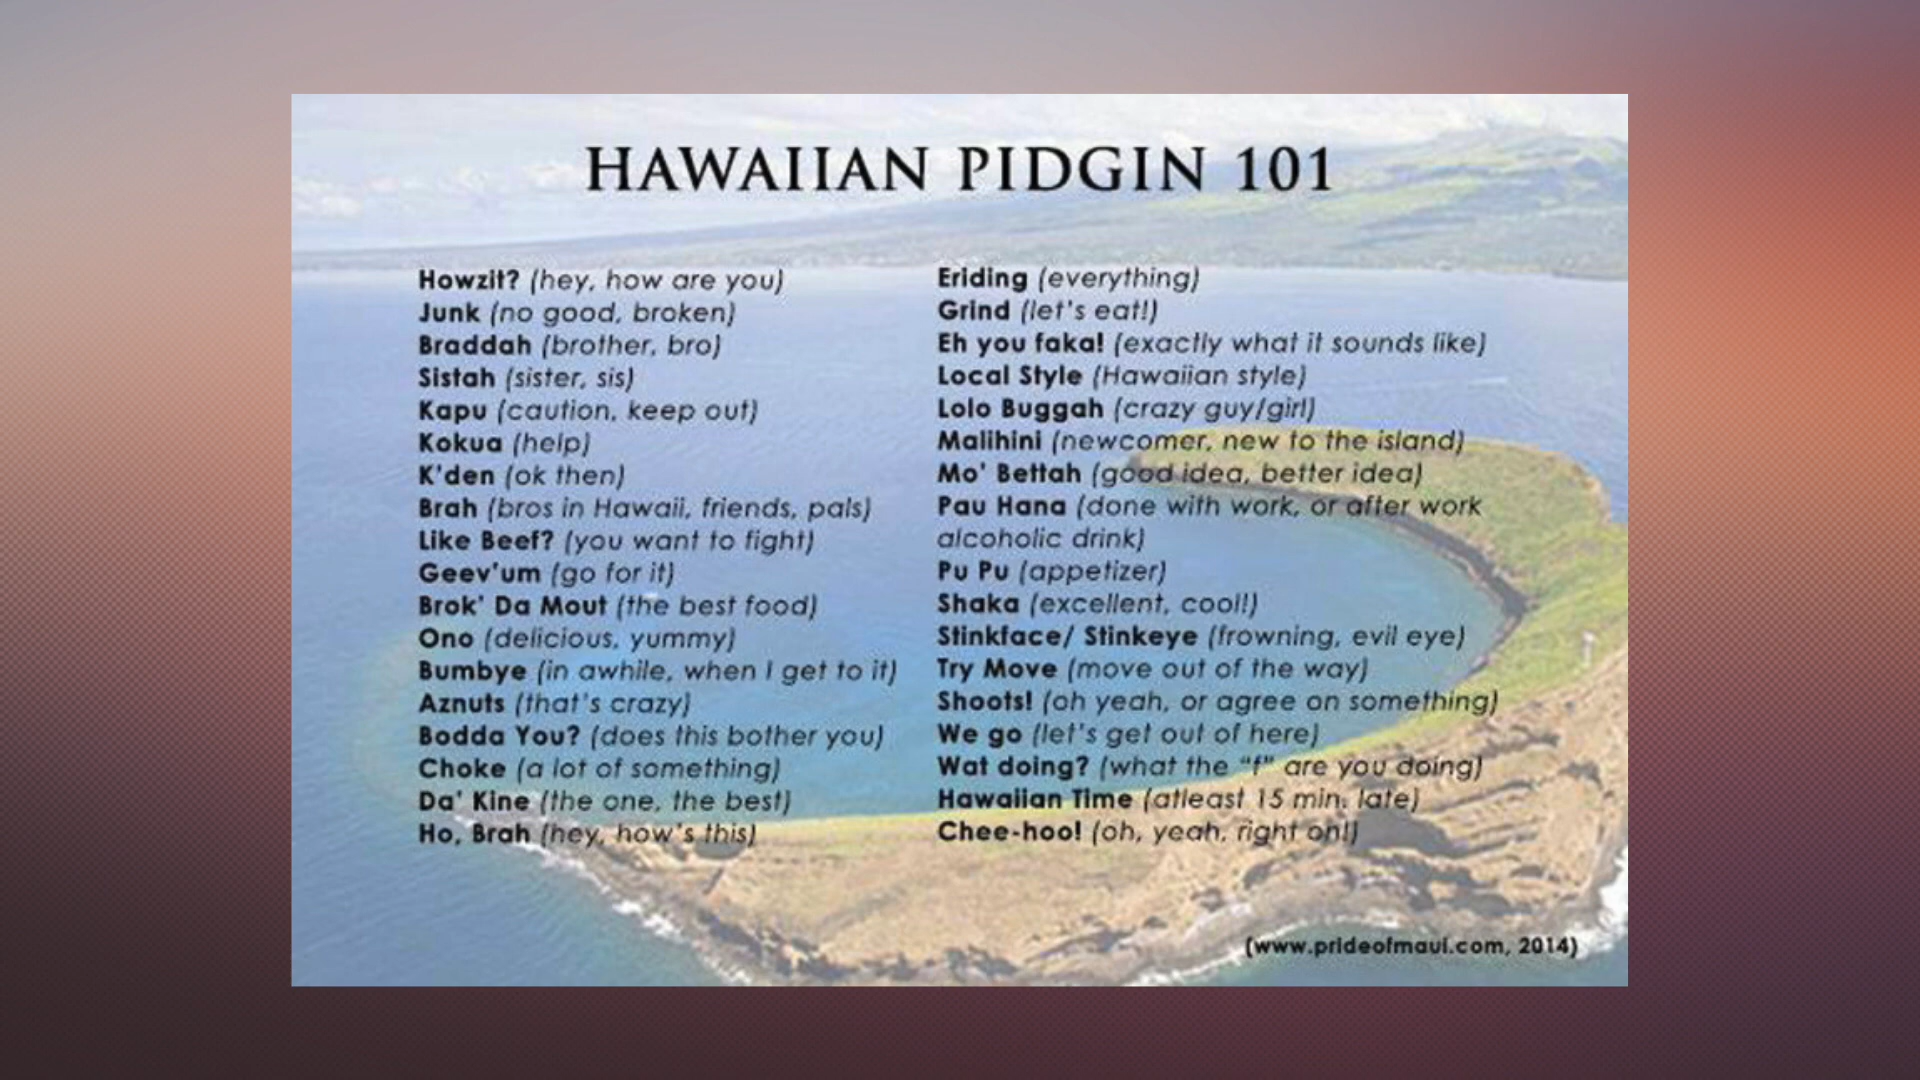 HAWAIIAN PIDGIN 101
Howzit? (hey, how are you)
Junk (no good, broken)
Braddah (brother, bro)
Sistah (sister, sis)
Kapu (caution, keep out)
Kokua (help)
K'den (ok then)
Brah (bros in Hawaii, friends, pals)
Like Beef? (you want to fight)
Geev'um (go for it)
Brok' Da Mout (the best food)
Ono (delicious, yummy)
Bumbye (in awhile, when I get to it)
Aznuts (that's crazy)
Bodda You? (does this bother you)
Choke (a lot of something)
Da' Kine (the one, the best)
Ho, Brah (hey, how's this)
Eriding (everything)
Grind (let's eat!)
Eh you faka! (exactly what it sounds like)
Local Style (Hawaiian style)
Lolo Buggah (crazy guy/girl)
Malihini (newcomer, new to the island)
Mo' Bettah (good idea, better idea)
Pau Hana (done with work, or after work
alcoholic drink)
Pu Pu (appetizer)
Shaka (excellent, cool!)
Stinkface/ Stinkeye (frowning, evil eye)
Try Move (move out of the way)
Shoots! (oh yeah, or agree on something)
We go (let's get out of here)
Wat doing? (what the "f" are you doing)
Hawaiian Time (atleast 15 min. late)
Chee-hoo! (oh, yeah, right on!)
(www.prideofmaui.com, 2014)